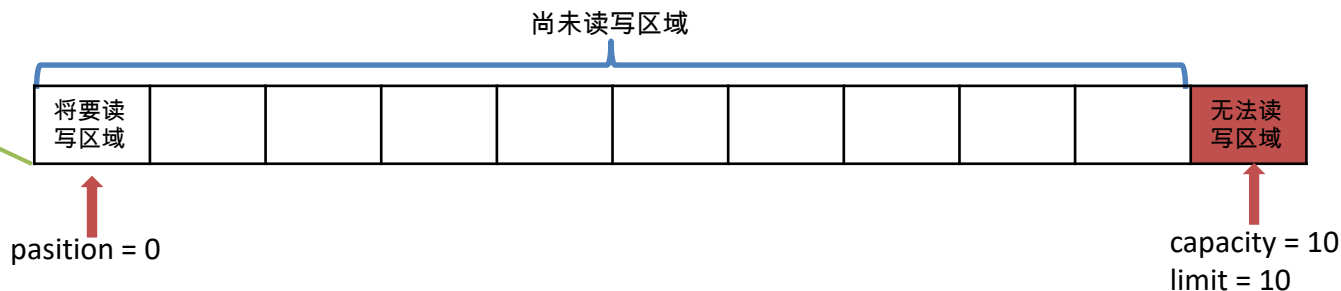 尚未读写区域
将要读
写区域
无法读
写区域
pasition = 0
capacity = 10
limit = 10